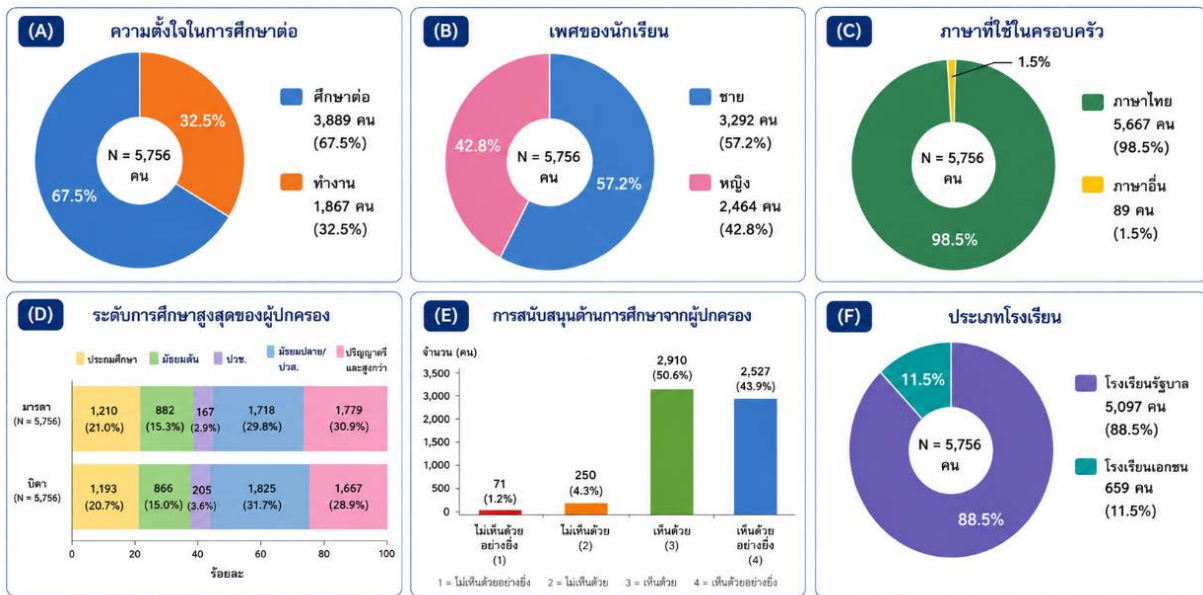 (A) ความตั้งใจในการศึกษาต่อ
32.5%
67.5%
N = 5,756
คน
ศึกษาต่อ
3,889 คน
(67.5%)
ทำงาน
1,867 คน
(32.5%)
(B) เพศของนักเรียน
42.8%
57.2%
N = 5,756
คน
ชาย
3,292 คน
(57.2%)
หญิง
2,464 คน
(42.8%)
(C) ภาษาที่ใช้ในครอบครัว
1.5%
N = 5,756
คน
98.5%
ภาษาไทย
5,667 คน
(98.5%)
ภาษาอื่น
89 คน
(1.5%)
(D) ระดับการศึกษาสูงสุดของผู้ปกครอง
ประถมศึกษา มัธยมต้น ปวช. มัธยมปลาย/ ปริญญาตรี
ปวส. และสูงกว่า
มารดา
(N = 5,756)
1,210 882 167 1,718 1,779
(21.0%) (15.3%) (2.9%) (29.8%) (30.9%)
บิดา
(N = 5,756)
1,193 866 205 1,825 1,667
(20.7%) (15.0%) (3.6%) (31.7%) (28.9%)
0 20 40 60 80 100
ร้อยละ
(E) การสนับสนุนด้านการศึกษาจากผู้ปกครอง
จำนวน (คน)
3,500
3,000
2,500
2,000
1,500
1,000
500
0
71
(1.2%)
250
(4.3%)
2,910
(50.6%)
2,527
(43.9%)
ไม่เห็นด้วย
อย่างยิ่ง
(1)
ไม่เห็นด้วย
(2)
เห็นด้วย
(3)
เห็นด้วย
อย่างยิ่ง
(4)
1 = ไม่เห็นด้วยอย่างยิ่ง 2 = ไม่เห็นด้วย 3 = เห็นด้วย 4 = เห็นด้วยอย่างยิ่ง
(F) ประเภทโรงเรียน
11.5%
N = 5,756
คน
88.5%
โรงเรียนรัฐบาล
5,097 คน
(88.5%)
โรงเรียนเอกชน
659 คน
(11.5%)